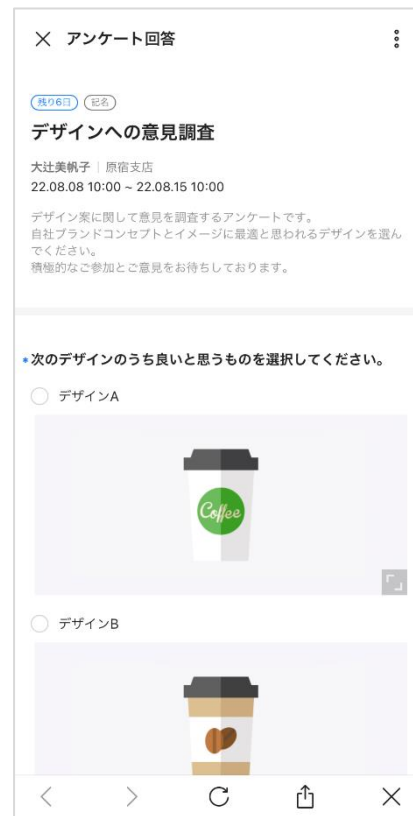 アンケート回答
残り6日 記名
デザインへの意見調査
大辻美帆子 | 原宿支店
22.08.08 10:00 ~ 22.08.15 10:00
デザイン案に関して意見を調査するアンケートです。
自社ブランドコンセプトとイメージに最適と思われるデザインを選ん
でください。
積極的なご参加とご意見をお待ちしております。
*次のデザインのうち良いと思うものを選択してください。
デザインA
Coffee
デザインB